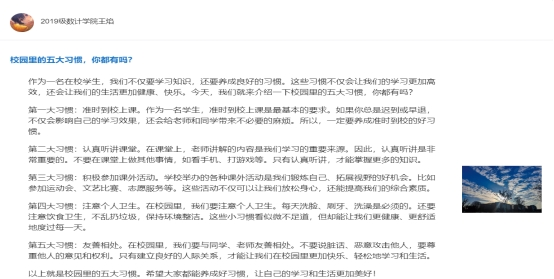 2019级数计学院王焰
校园里的五大习惯，你都有吗？
作为一名在校学生，我们不仅要学习知识，还要养成良好的习惯。这些习惯不仅会让我们的学习更加高
效，还会让我们的生活更加健康、快乐。今天，我们就来介绍一下校园里的五大习惯，你都有吗？
第一大习惯：准时到校上课。作为一名学生，准时到校上课是最基本的要求。如果你总是迟到或早退，
不仅会影响自己的学习效果，还会给老师和同学带来不必要的麻烦。所以，一定要养成准时到校的好习
惯。
第二大习惯：认真听讲课堂。在课堂上，老师讲解的内容是我们学习的重要来源。因此，认真听讲是非
常重要的。不要在课堂上做其他事情，如看手机、打游戏等。只有认真听讲，才能掌握更多的知识。
第三大习惯：积极参加课外活动。学校举办的各种课外活动是我们锻炼自己、拓展视野的好机会。比如
参加运动会、文艺比赛、志愿服务等。这些活动不仅可以让我们放松身心，还能提高我们的综合素质。
第四大习惯：注意个人卫生。在校园里，我们要注意个人卫生。每天洗脸、刷牙、洗澡是必须的。还要
注意饮食卫生，不乱扔垃圾，保持环境整洁。这些小习惯看似微不足道，但却能让我们更健康、更舒适
地度过每一天。
第五大习惯：友善相处。在校园里，我们要与同学、老师友善相处。不要说脏话、恶意攻击他人，要尊
重他人的意见和权利。只有建立良好的人际关系，才能让我们在校园里更加快乐、轻松地学习和生活。
以上就是校园里的五大习惯。希望大家都能养成好习惯，让自己的学习和生活更加美好！